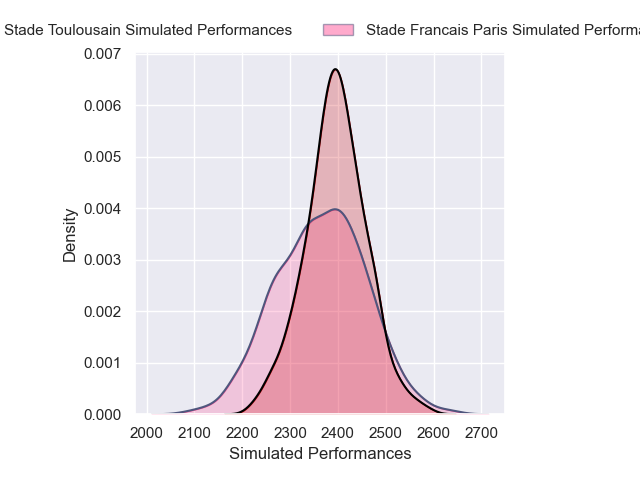 Stade Toulousain Simulated Performances
Stade Francais Paris Simulated
0.007
0.006
0.005
0.004
0.003
0.002
0.001
0.000
Density
2000 2100 2200 2300 2400 2500 2600 2700
Simulated Performances